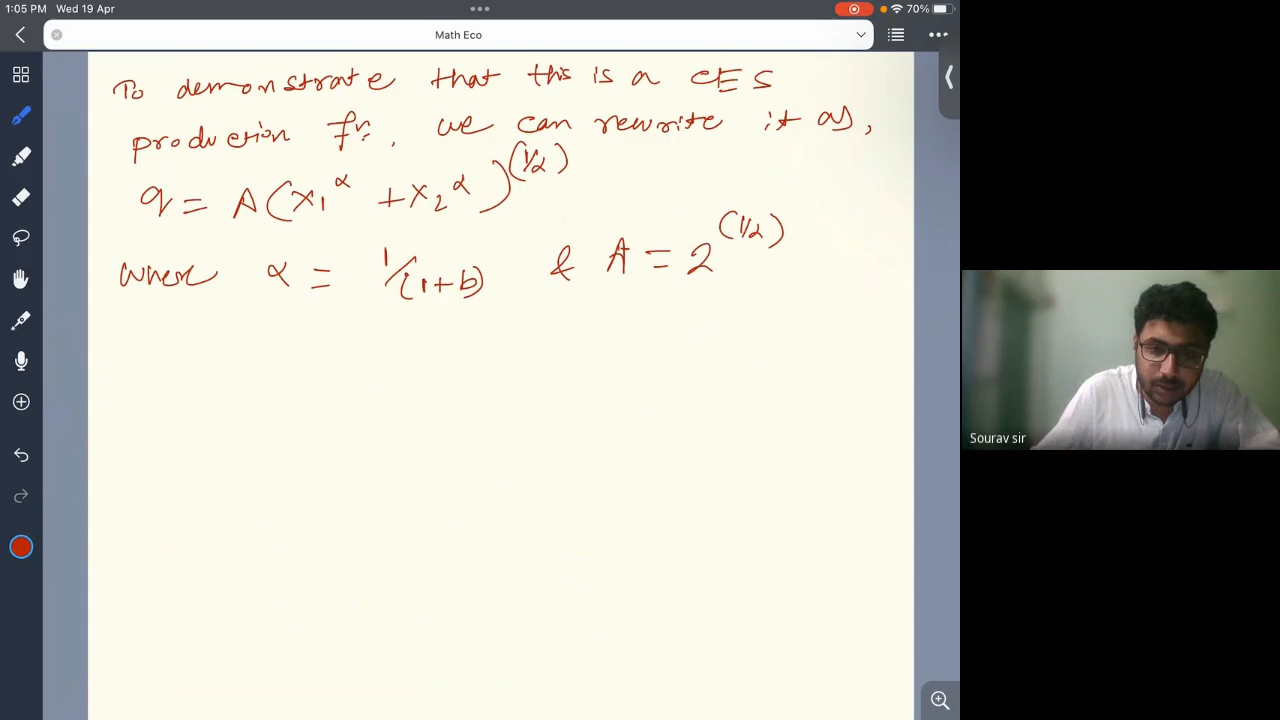 1:05 PM Wed 19 Apr
70%
Math Eco
To demonstrate that this is a CES
production fn., we can rewrite it as,
q = A(x₁^α + x₂^α)^(1/α)
where α = 1/(1+b) & A = 2^(1/2)
Sourav sir